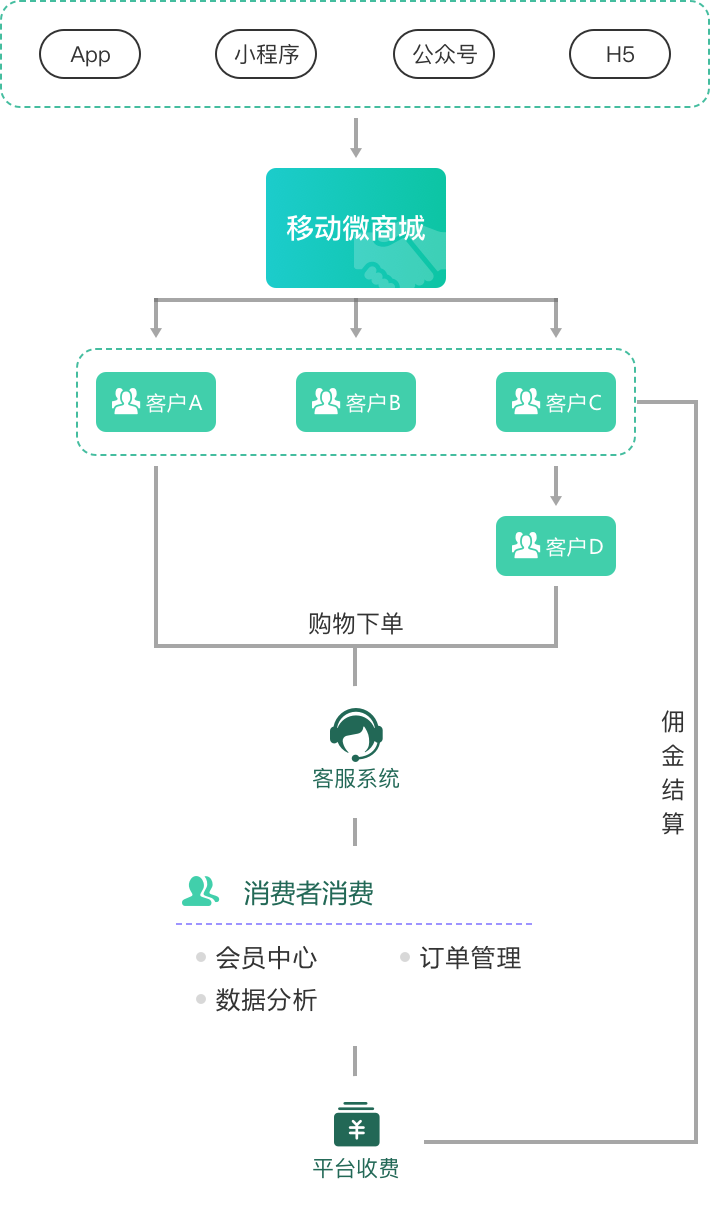 App
小程序
公众号
H5
移动微商城
客户A
客户B
客户C
客户D
购物下单
佣金结算
客服系统
消费者消费
会员中心
订单管理
数据分析
平台收费